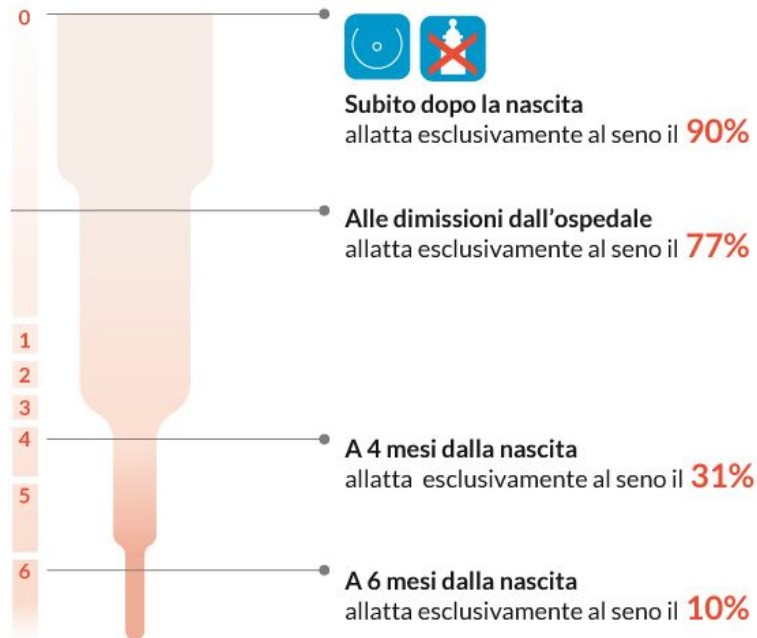 0
Subito dopo la nascita
allatta esclusivamente al seno il 90%
Alle dimissioni dall'ospedale
allatta esclusivamente al seno il 77%
1
2
3
4
A 4 mesi dalla nascita
allatta esclusivamente al seno il 31%
5
6
A 6 mesi dalla nascita
allatta esclusivamente al seno il 10%